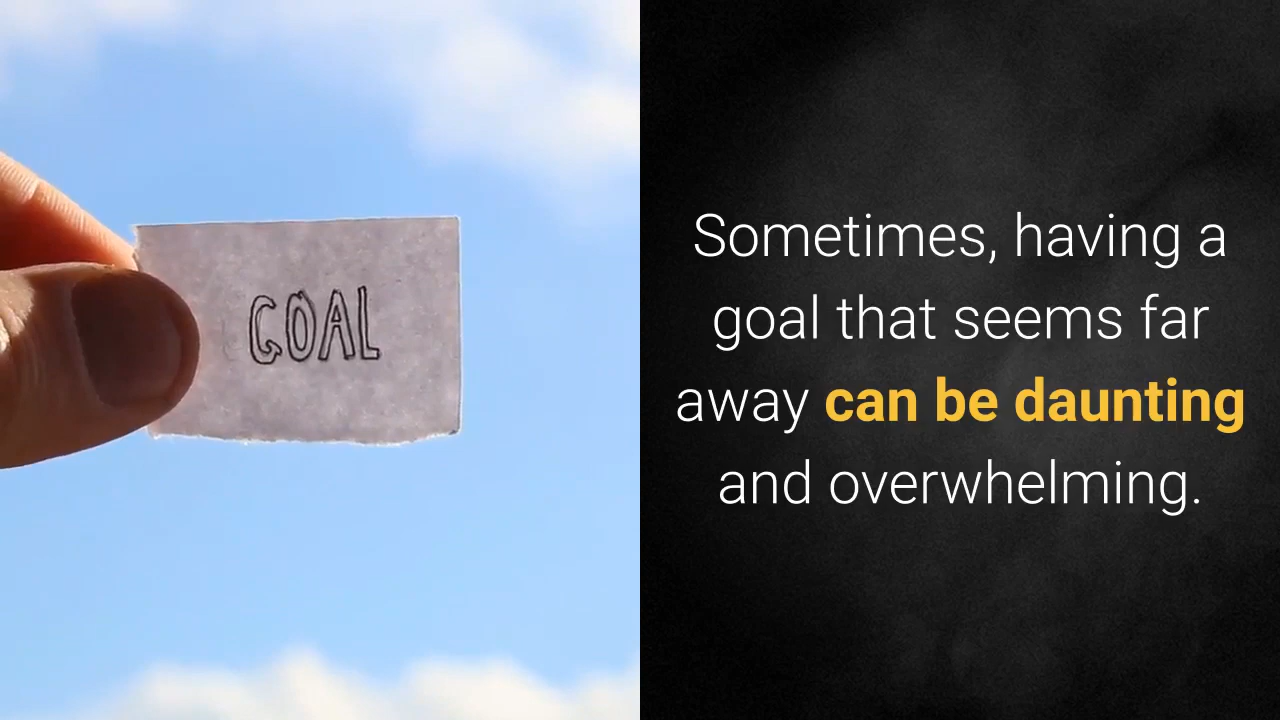 GOAL
Sometimes, having a
goal that seems far
away can be daunting
and overwhelming.